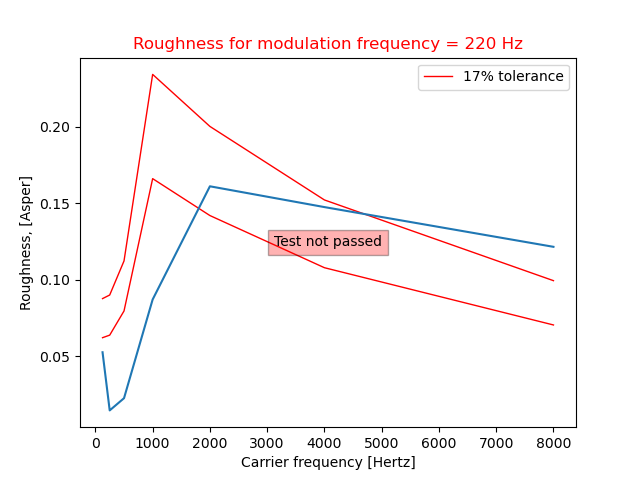 Roughness for modulation frequency = 220 Hz
17% tolerance
0.20
0.15
0.10
0.05
Roughness, [Asper]
Test not passed
0 1000 2000 3000 4000 5000 6000 7000 8000
Carrier frequency [Hertz]